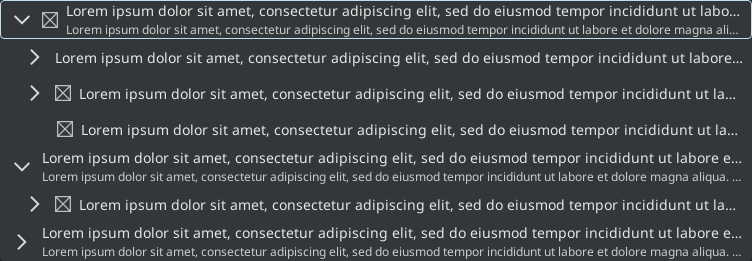 Lorem ipsum dolor sit amet, consectetur adipiscing elit, sed do eiusmod tempor incididunt ut labo...
Lorem ipsum dolor sit amet, consectetur adipiscing elit, sed do eiusmod tempor incididunt ut labore et dolore magna ali...
Lorem ipsum dolor sit amet, consectetur adipiscing elit, sed do eiusmod tempor incididunt ut labore...
Lorem ipsum dolor sit amet, consectetur adipiscing elit, sed do eiusmod tempor incididunt ut la...
Lorem ipsum dolor sit amet, consectetur adipiscing elit, sed do eiusmod tempor incididunt ut la...
Lorem ipsum dolor sit amet, consectetur adipiscing elit, sed do eiusmod tempor incididunt ut labore e...
Lorem ipsum dolor sit amet, consectetur adipiscing elit, sed do eiusmod tempor incididunt ut labore et dolore magna aliqua. ...
Lorem ipsum dolor sit amet, consectetur adipiscing elit, sed do eiusmod tempor incididunt ut la...
Lorem ipsum dolor sit amet, consectetur adipiscing elit, sed do eiusmod tempor incididunt ut labore e...
Lorem ipsum dolor sit amet, consectetur adipiscing elit, sed do eiusmod tempor incididunt ut labore et dolore magna aliqua. ...